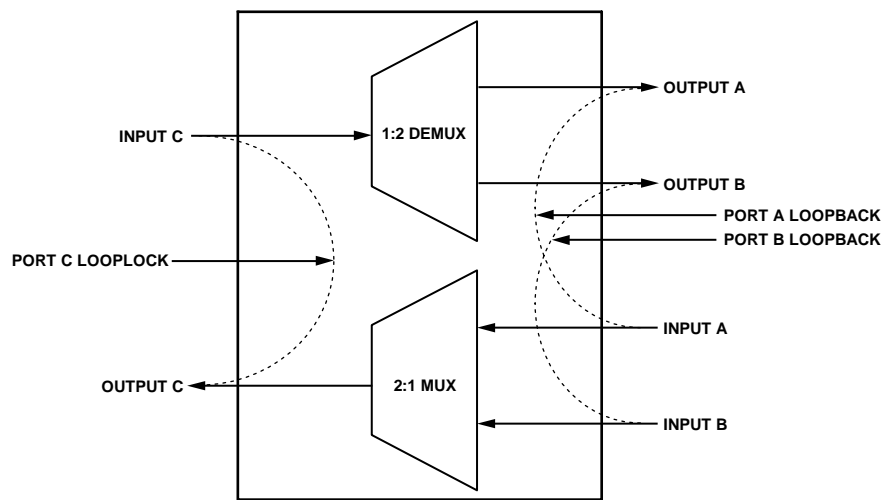 OUTPUT A
INPUT C
1:2 DEMUX
OUTPUT B
PORT A LOOPBACK
PORT B LOOPBACK
PORT C LOOPLOCK
INPUT A
OUTPUT C
2:1 MUX
INPUT B